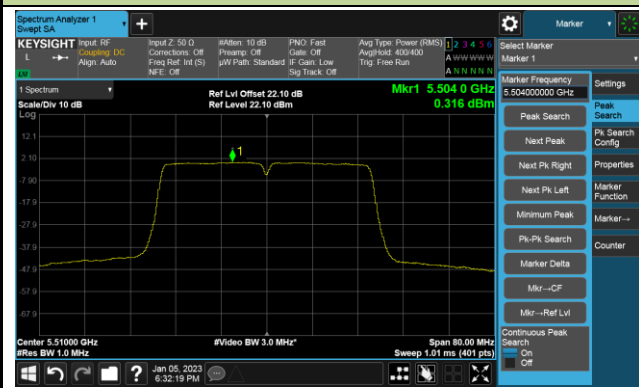 Spectrum Analyzer 1
Swept SA
+
Marker
KEYSIGHT
L
LXI
Input: RF
Coupling: DC
Align: Auto
Input Z: 50 Ω
Corrections: Off
Freq Ref: Int (S)
NFE: Off
#Atten: 10 dB
Preamp: Off
µW Path: Standard
PNO: Fast
Gate: Off
IF Gain: Low
Sig Track: Off
Avg Type: Power (RMS)
Avg|Hold: 400/400
Trig: Free Run
1 2 3 4 5 6
A W W W W W
A N N N N N
Select Marker
Marker 1
1 Spectrum
Scale/Div 10 dB
Log
Ref Lvl Offset 22.10 dB
Ref Level 22.10 dBm
Mkr1 5.504 0 GHz
0.316 dBm
12.1
2.10
-7.90
-17.9
-27.9
-37.9
-47.9
-57.9
-67.9
1
Center 5.51000 GHz
#Res BW 1.0 MHz
#Video BW 3.0 MHz*
Span 80.00 MHz
Sweep 1.01 ms (401 pts)
Marker Frequency
5.504000000 GHz
Peak Search
Next Peak
Next Pk Right
Next Pk Left
Minimum Peak
Pk-Pk Search
Marker Delta
Mkr→CF
Mkr→Ref Lvl
Continuous Peak
Search
On
Off
Settings
Peak
Search
Pk Search
Config
Properties
Marker
Function
Marker→
Counter
?
Jan 05, 2023
6:32:19 PM